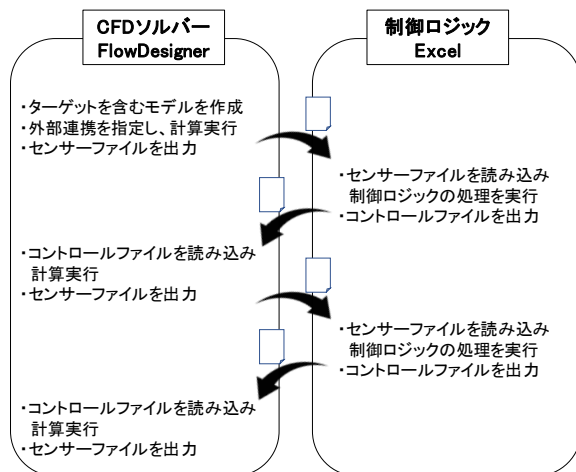 CFDソルバー
FlowDesigner
制御ロジック
Excel
・ターゲットを含むモデルを作成
・外部連携を指定し、計算実行
・センサーファイルを出力
・センサーファイルを読み込み
制御ロジックの処理を実行
・コントロールファイルを出力
・コントロールファイルを読み込み
計算実行
・センサーファイルを出力
・センサーファイルを読み込み
制御ロジックの処理を実行
・コントロールファイルを出力
・コントロールファイルを読み込み
計算実行
・センサーファイルを出力